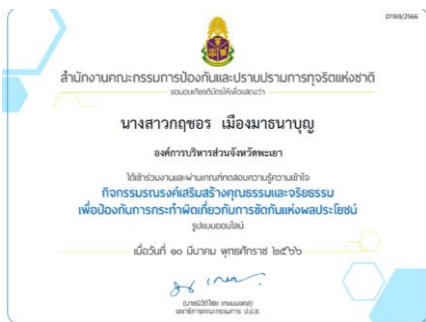 D1169/2566
สำนักงานคณะกรรมการป้องกันและปราบปรามการทุจริตแห่งชาติ
ขอมอบเกียรติบัตรให้เพื่อแสดงว่า
นางสาวกฤชอร เมืองมาธนาบุญ
องค์การบริหารส่วนจังหวัดพะเยา
ได้เข้าร่วมงานและผ่านเกณฑ์ทดสอบความรู้ความเข้าใจ
กิจกรรมรณรงค์เสริมสร้างคุณธรรมและจริยธรรม
เพื่อป้องกันการกระทำผิดเกี่ยวกับการขัดกันแห่งผลประโยชน์
รูปแบบออนไลน์
เมื่อวันที่ ๑๐ มีนาคม พุทธศักราช ๒๕๖๖
เลขาธิการคณะกรรมการ ป.ป.ช.